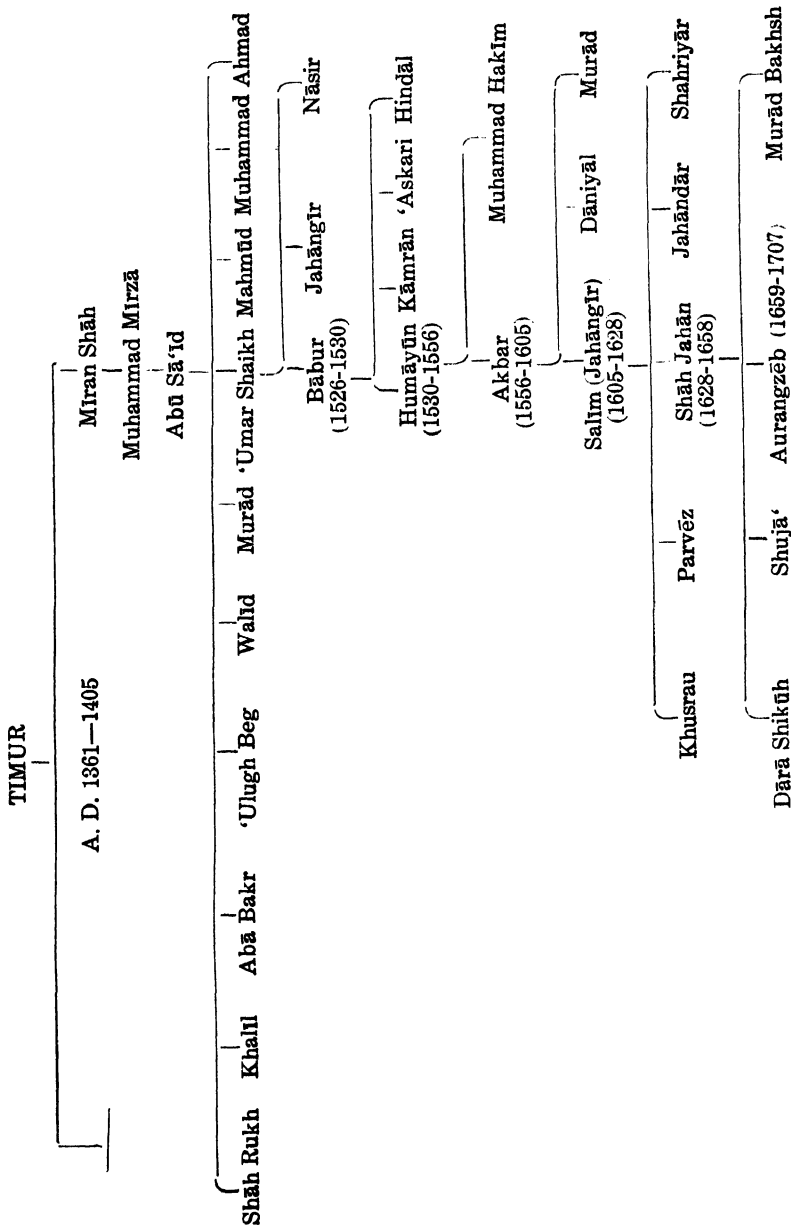 TIMUR
A. D. 1361—1405
Mīran Shāh
Muhammad Mīrzā
Abū Sā‘īd
Shāh Rukh Khalīl Abā Bakr ‘Ulugh Beg Walīd Murād ‘Umar Shaikh Mahmūd Muhammad Ahmad
Bābur Jahāngīr Nāsir
(1526-1530)
Humāyūn Kāmrān ‘Askari Hindāl
(1530-1556)
Akbar Muhammad Hakīm
(1556-1605)
Salīm (Jahāngīr) Dāniyāl Murād
(1605-1628)
Khusrau Parvēz Shāh Jahān Jahāndār Shahriyār
(1628-1658)
Dārā Shikūh Shujā‘ Aurangzēb (1659-1707) Murād Bakhsh